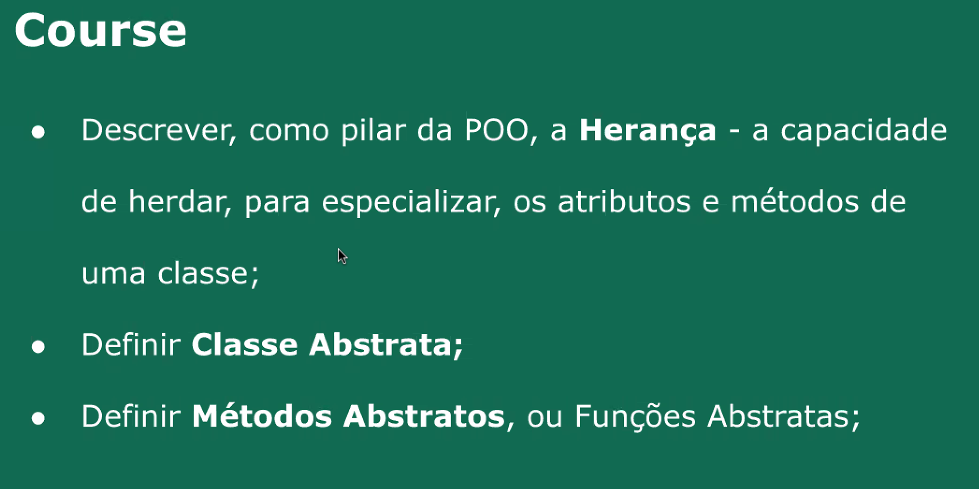 Course
● Descrever, como pilar da POO, a Herança - a capacidade
de herdar, para especializar, os atributos e métodos de
uma classe;
● Definir Classe Abstrata;
● Definir Métodos Abstratos, ou Funções Abstratas;